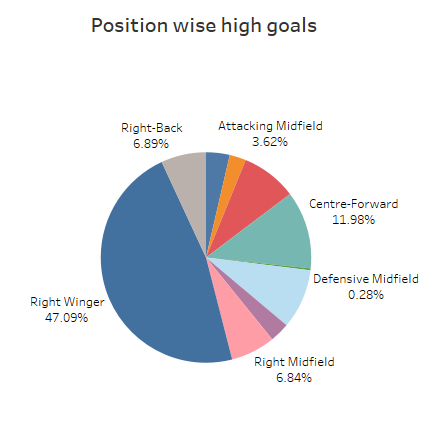 Position wise high goals
Right-Back
6.89%
Attacking Midfield
3.62%
Centre-Forward
11.98%
Defensive Midfield
0.28%
Right Winger
47.09%
Right Midfield
6.84%